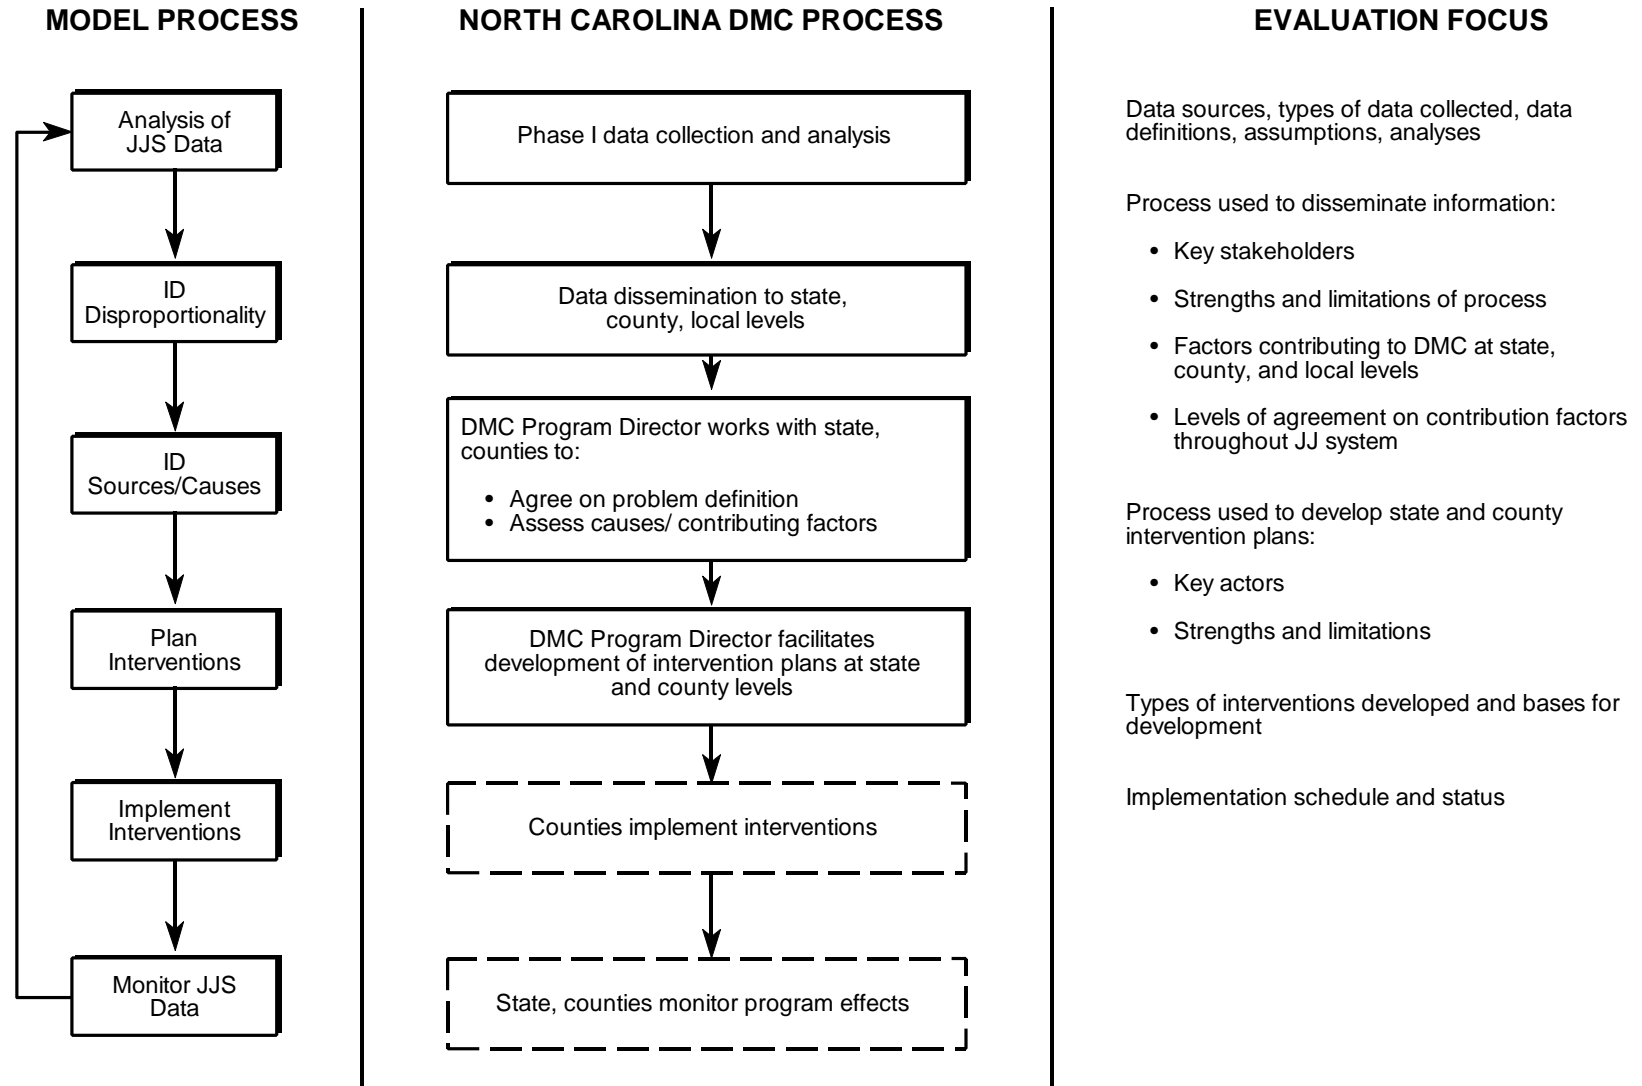 MODEL PROCESS
Analysis of
JJS Data
ID
Disproportionality
ID
Sources/Causes
Plan
Interventions
Implement
Interventions
Monitor JJS
Data
NORTH CAROLINA DMC PROCESS
Phase I data collection and analysis
Data dissemination to state,
county, local levels
DMC Program Director works with state,
counties to:
• Agree on problem definition
• Assess causes/ contributing factors
DMC Program Director facilitates
development of intervention plans at state
and county levels
Counties implement interventions
State, counties monitor program effects
EVALUATION FOCUS
Data sources, types of data collected, data
definitions, assumptions, analyses
Process used to disseminate information:
• Key stakeholders
• Strengths and limitations of process
• Factors contributing to DMC at state,
county, and local levels
• Levels of agreement on contribution factors
throughout JJ system
Process used to develop state and county
intervention plans:
• Key actors
• Strengths and limitations
Types of interventions developed and bases for
development
Implementation schedule and status